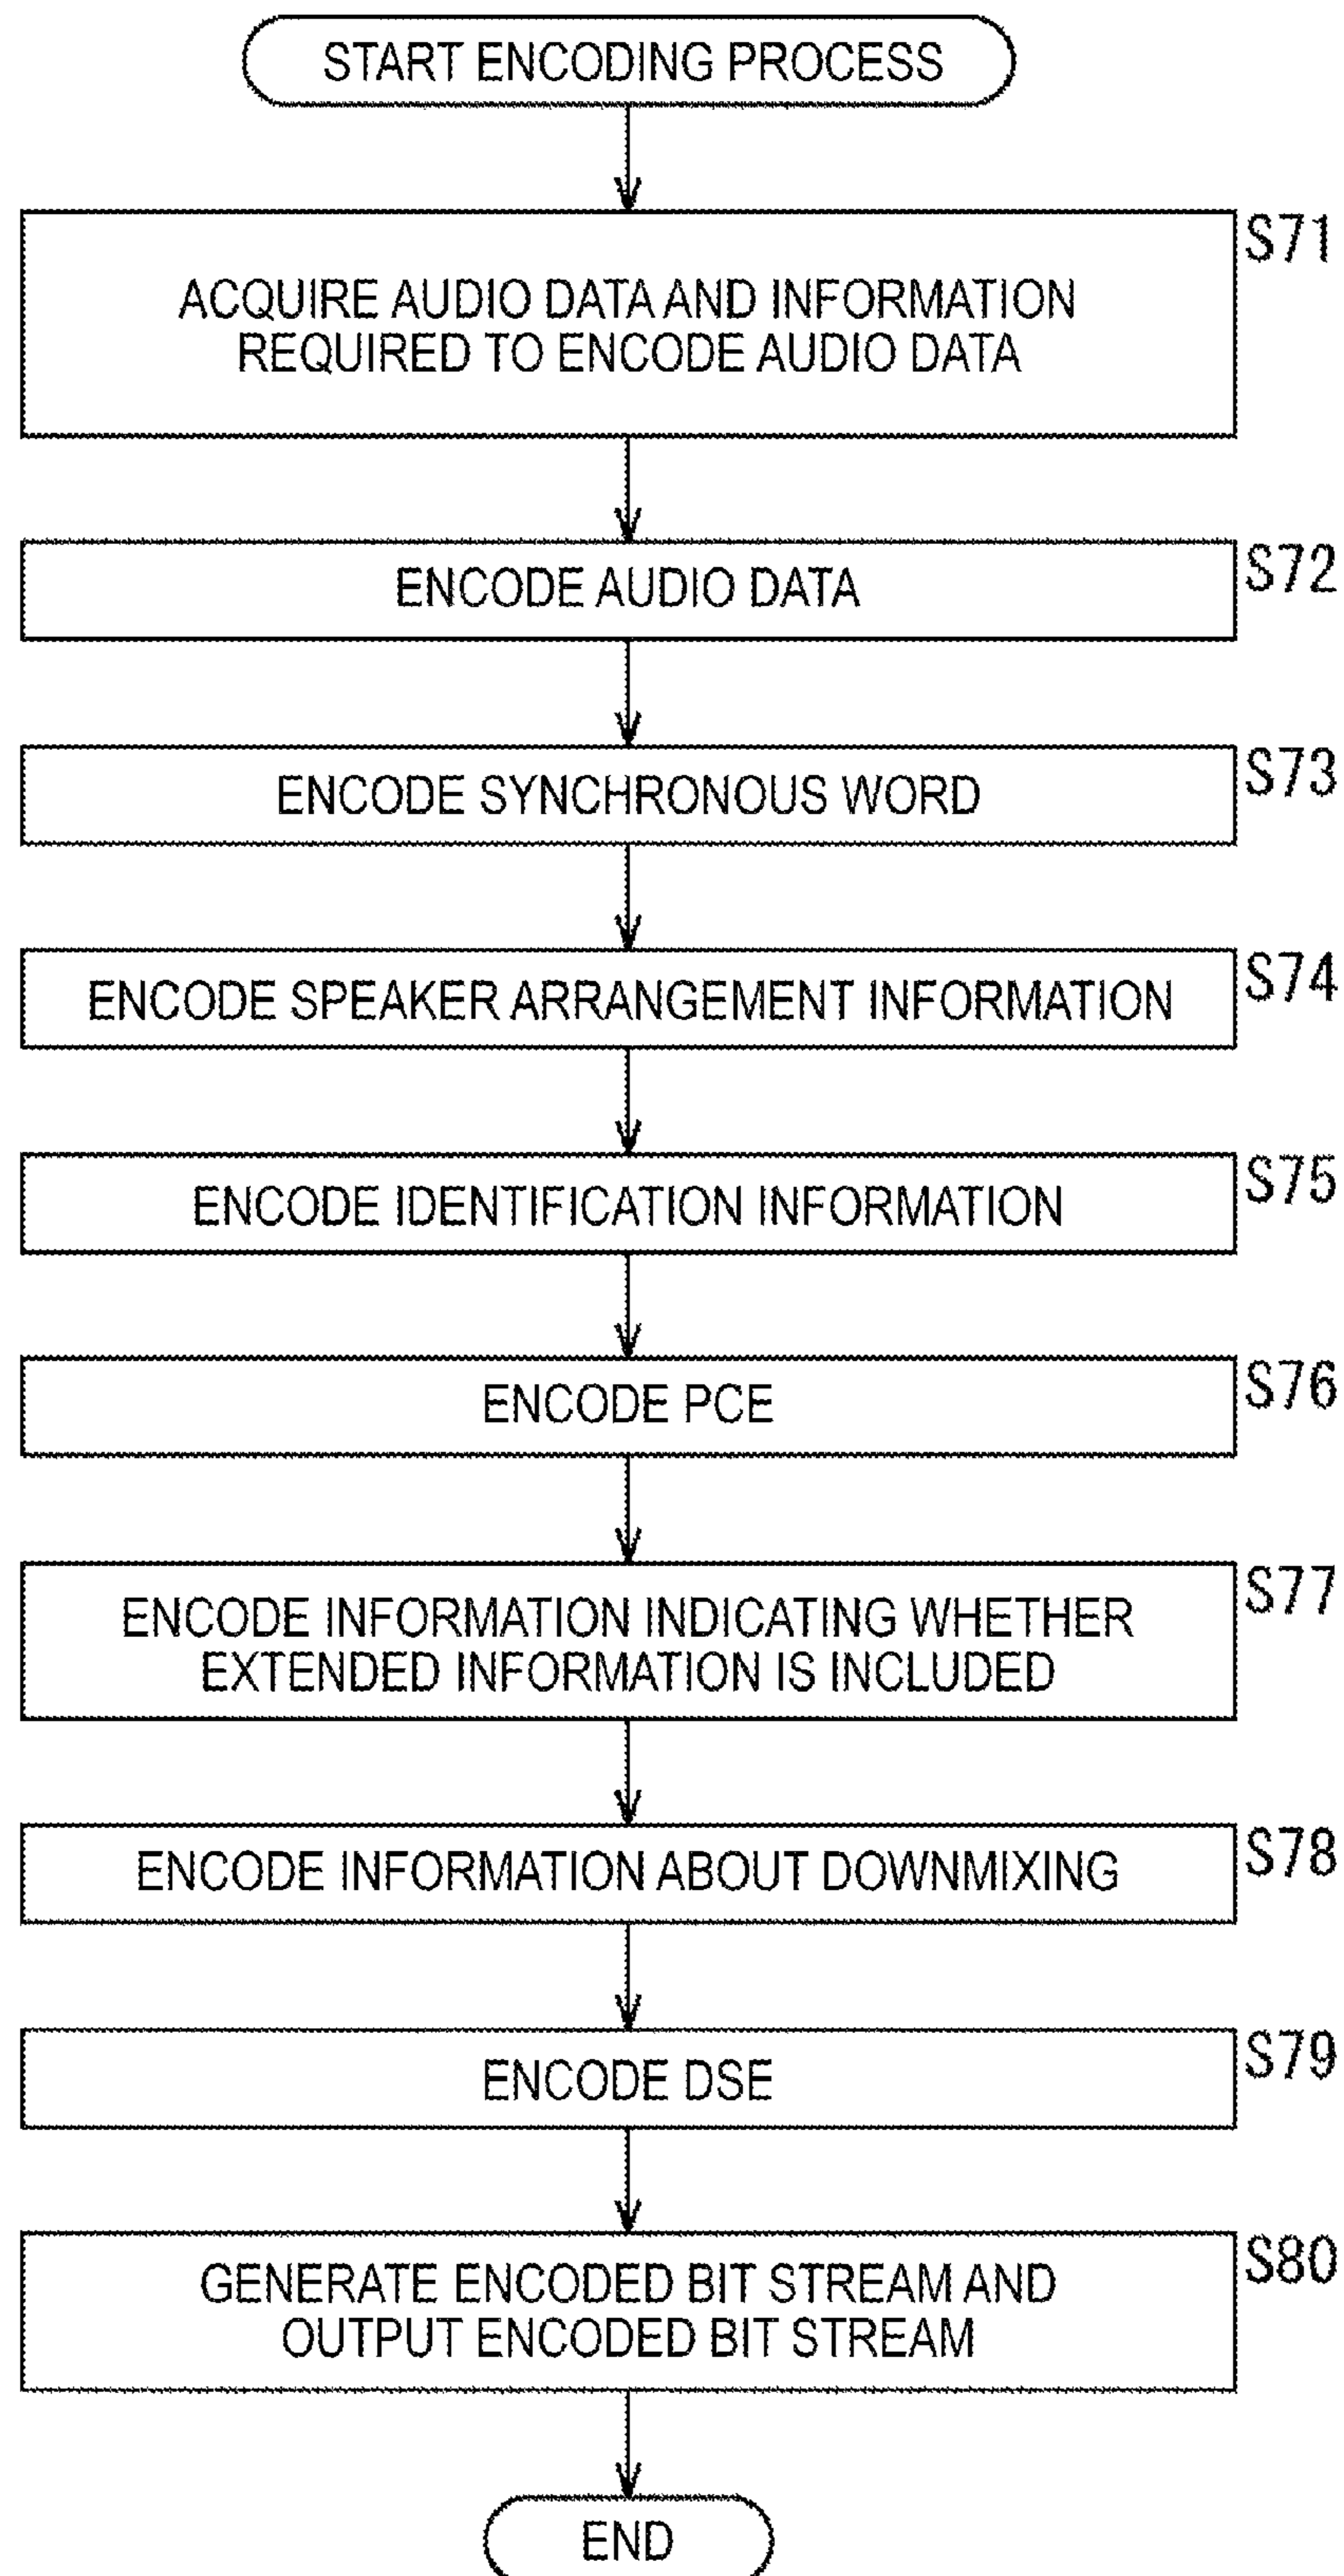 START ENCODING PROCESS
S71
ACQUIRE AUDIO DATA AND INFORMATION
REQUIRED TO ENCODE AUDIO DATA
S72
ENCODE AUDIO DATA
S73
ENCODE SYNCHRONOUS WORD
S74
ENCODE SPEAKER ARRANGEMENT INFORMATION
S75
ENCODE IDENTIFICATION INFORMATION
S76
ENCODE PCE
S77
ENCODE INFORMATION INDICATING WHETHER
EXTENDED INFORMATION IS INCLUDED
S78
ENCODE INFORMATION ABOUT DOWNMIXING
S79
ENCODE DSE
S80
GENERATE ENCODED BIT STREAM AND
OUTPUT ENCODED BIT STREAM
END